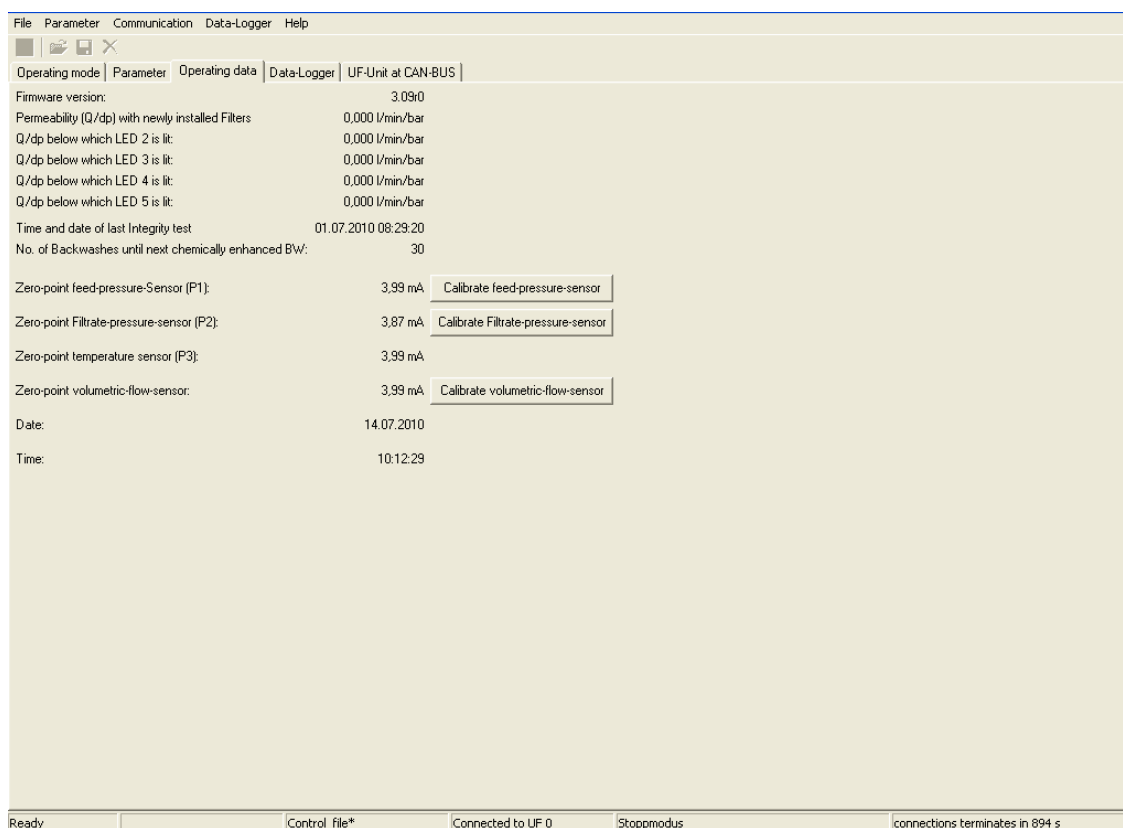 File Parameter Communication Data-Logger Help
Operating mode Parameter Operating data Data-Logger UF-Unit at CAN-BUS
Firmware version: 3.09r0
Permeability (Q/dp) with newly installed Filters 0,000 l/min/bar
Q/dp below which LED 2 is lit: 0,000 l/min/bar
Q/dp below which LED 3 is lit: 0,000 l/min/bar
Q/dp below which LED 4 is lit: 0,000 l/min/bar
Q/dp below which LED 5 is lit: 0,000 l/min/bar
Time and date of last Integrity test 01.07.2010 08:29:20
No. of Backwashes until next chemically enhanced BW: 30
Zero-point feed-pressure-Sensor (P1): 3,99 mA Calibrate feed-pressure-sensor
Zero-point Filtrate-pressure-sensor (P2): 3,87 mA Calibrate Filtrate-pressure-sensor
Zero-point temperature sensor (P3): 3,99 mA
Zero-point volumetric-flow-sensor: 3,99 mA Calibrate volumetric-flow-sensor
Date: 14.07.2010
Time: 10:12:29
Ready Control file* Connected to UF 0 Stoppmodus connections terminates in 894 s